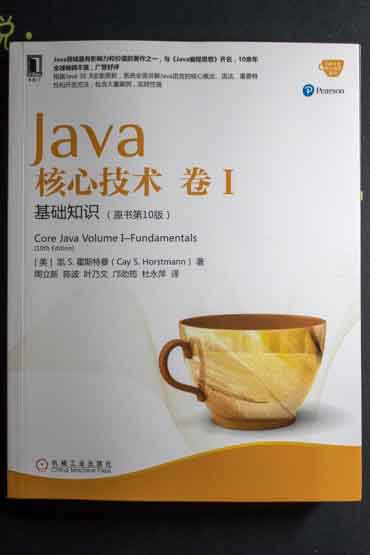 Java领域最有影响力和价值的著作之一，与《Java编程思想》齐名，10余年
全球畅销不衰，广受好评
根据Java SE 8全面更新，系统全面讲解Java语言的核心概念、语法、重要特
性和开发方法，包含大量案例，实践性强
Pearson
Java
核心技术 卷 I
基础知识（原书第10版）
Core Java Volume I–Fundamentals
(10th Edition)
[美] 凯 S. 霍斯特曼（Cay S. Horstmann） 著
周立新 陈波 叶乃文 邝劲筠 杜永萍 译
机械工业出版社
China Machine Press